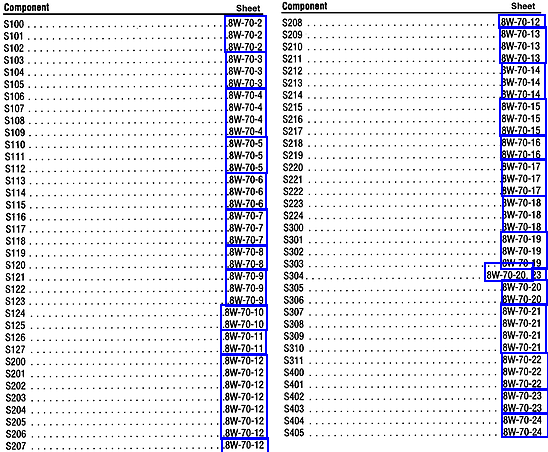 Component Sheet
S100 8W-70-2
S101 8W-70-2
S102 8W-70-2
S103 8W-70-3
S104 8W-70-3
S105 8W-70-3
S106 8W-70-4
S107 8W-70-4
S108 8W-70-4
S109 8W-70-4
S110 8W-70-5
S111 8W-70-5
S112 8W-70-5
S113 8W-70-6
S114 8W-70-6
S115 8W-70-6
S116 8W-70-7
S117 8W-70-7
S118 8W-70-7
S119 8W-70-8
S120 8W-70-8
S121 8W-70-9
S122 8W-70-9
S123 8W-70-9
S124 8W-70-10
S125 8W-70-10
S126 8W-70-11
S127 8W-70-11
S200 8W-70-12
S201 8W-70-12
S202 8W-70-12
S203 8W-70-12
S204 8W-70-12
S205 8W-70-12
S206 8W-70-12
S207 8W-70-12
Component Sheet
S208 8W-70-12
S209 8W-70-13
S210 8W-70-13
S211 8W-70-13
S212 8W-70-14
S213 8W-70-14
S214 8W-70-14
S215 8W-70-15
S216 8W-70-15
S217 8W-70-15
S218 8W-70-16
S219 8W-70-16
S220 8W-70-17
S221 8W-70-17
S222 8W-70-17
S223 8W-70-18
S224 8W-70-18
S300 8W-70-18
S301 8W-70-19
S302 8W-70-19
S303 8W-70-19
S304 8W-70-20, 23
S305 8W-70-20
S306 8W-70-20
S307 8W-70-21
S308 8W-70-21
S309 8W-70-21
S310 8W-70-21
S311 8W-70-22
S400 8W-70-22
S401 8W-70-22
S402 8W-70-23
S403 8W-70-23
S404 8W-70-24
S405 8W-70-24